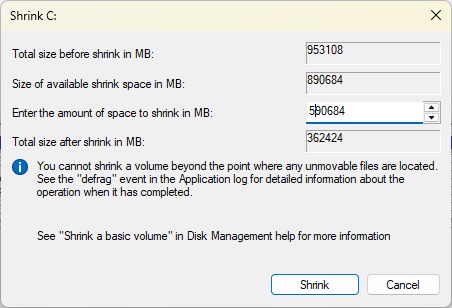 Shrink C:
Total size before shrink in MB: 953108
Size of available shrink space in MB: 890684
Enter the amount of space to shrink in MB: 590684
Total size after shrink in MB: 362424
You cannot shrink a volume beyond the point where any unmovable files are located.
See the "defrag" event in the Application log for detailed information about the
operation when it has completed.
See "Shrink a basic volume" in Disk Management help for more information
Shrink Cancel